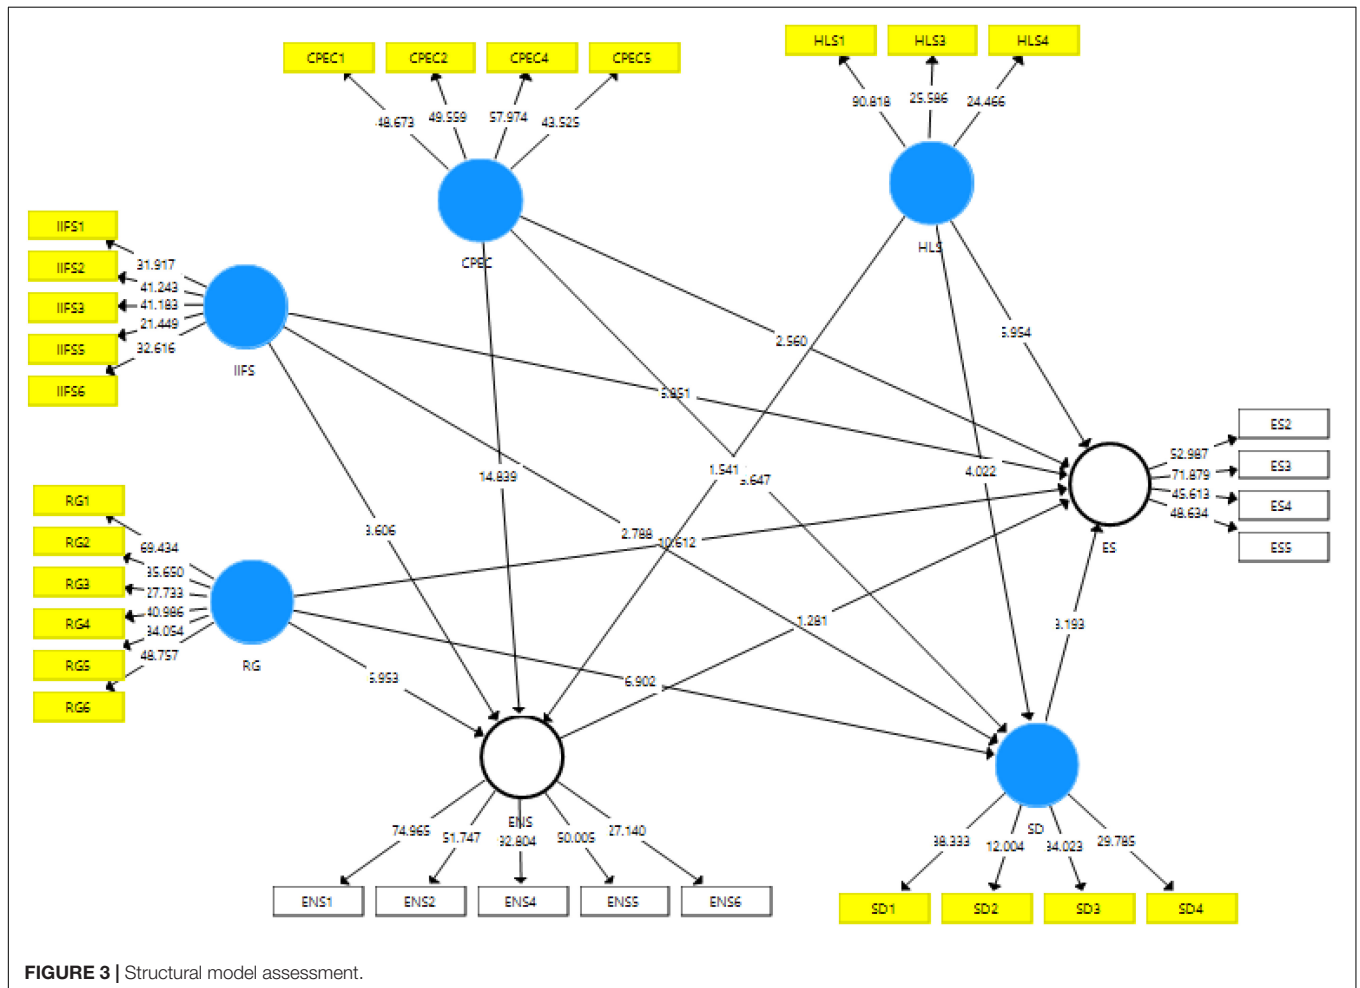 CPEC1 CPEC2 CPEC4 CPEC5
HLS1 HLS3 HLS4
48.673 49.559 57.974 43.525
90.818 25.586 24.466
CPEC
HLS
IIFS1
IIFS2
IIFS3
IIFS5
IIFS6
31.917
41.243
41.183
21.449
32.616
IIFS
2.560
5.954
14.839
1.541
4.022
3.606
2.788
10.612
ES2
ES3
ES4
ES5
52.987
71.879
45.613
48.634
ES
RG1
RG2
RG3
RG4
RG5
RG6
69.434
35.650
27.733
40.986
34.054
48.757
RG
5.953
6.902
1.281
3.193
ENS
74.965 51.747 32.804 50.005 27.140
ENS1 ENS2 ENS4 ENS5 ENS6
SD
38.333 12.004 34.023 29.785
SD1 SD2 SD3 SD4
FIGURE 3 | Structural model assessment.